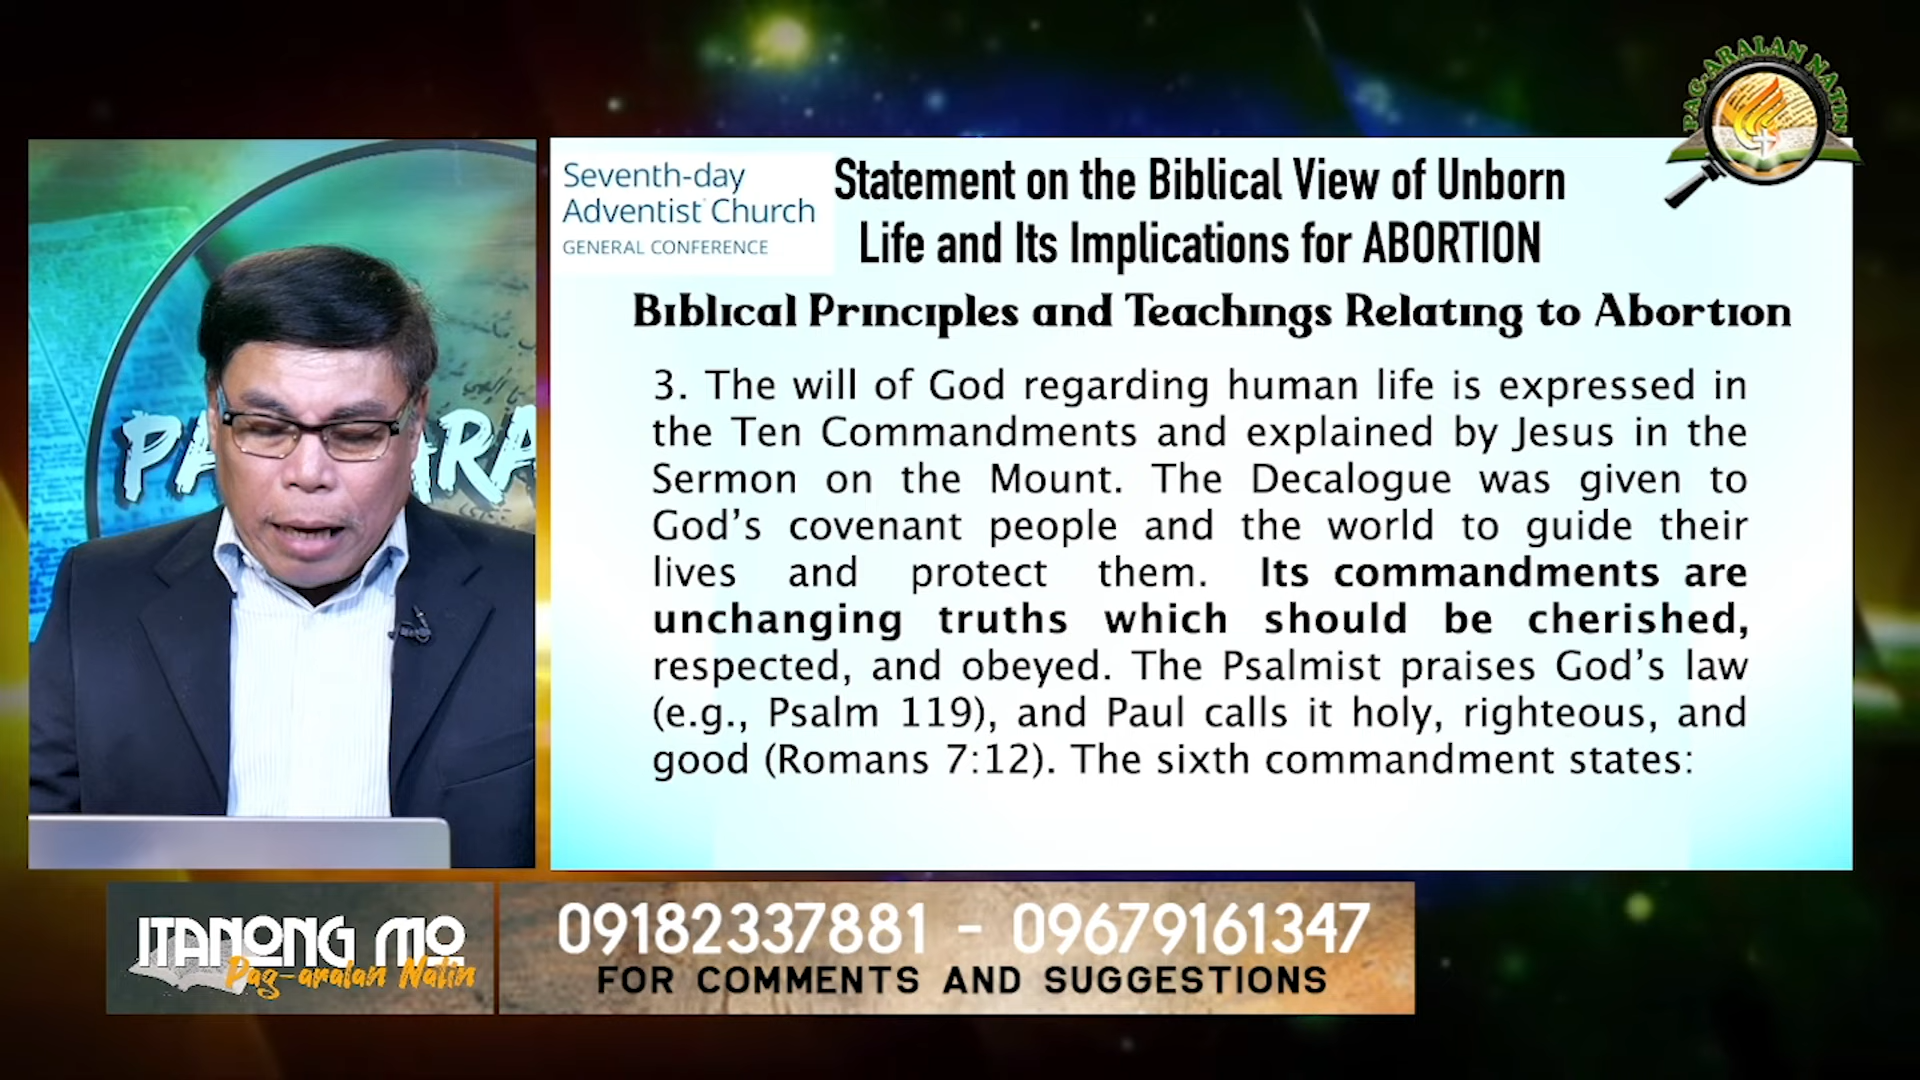 PAG-ARALAN NATIN
Seventh-day
Adventist Church
GENERAL CONFERENCE
Statement on the Biblical View of Unborn
Life and Its Implications for ABORTION
Biblical Principles and Teachings Relating to Abortion
3. The will of God regarding human life is expressed in
the Ten Commandments and explained by Jesus in the
Sermon on the Mount. The Decalogue was given to
God’s covenant people and the world to guide their
lives and protect them. Its commandments are
unchanging truths which should be cherished,
respected, and obeyed. The Psalmist praises God’s law
(e.g., Psalm 119), and Paul calls it holy, righteous, and
good (Romans 7:12). The sixth commandment states:
ITANONG MO
Pag-aralan Natin
09182337881 - 09679161347
FOR COMMENTS AND SUGGESTIONS